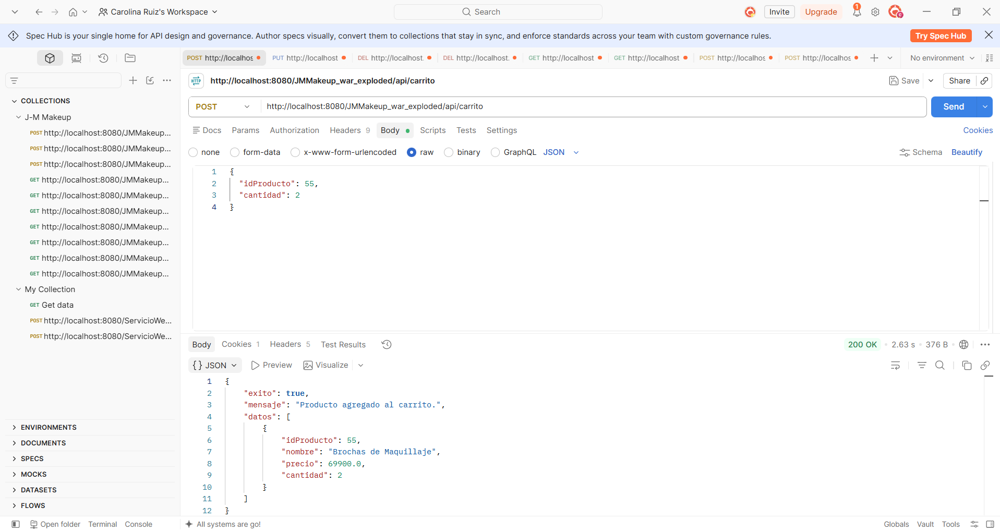 Carolina Ruiz's Workspace
Search
Invite
Upgrade
1
Spec Hub is your single home for API design and governance. Author specs visually, convert them to collections that stay in sync, and enforce standards across your team with custom governance rules.
Try Spec Hub
POST http://localhos
PUT http://localhost
DEL http://localhost.
DEL http://localhost.
GET http://localhost
GET http://localhost
POST http://localhos
POST http://localhos
No environment
HTTP http://localhost:8080/JMMakeup_war_exploded/api/carrito
Save
Share
COLLECTIONS
J-M Makeup
POST http://localhost:8080/JMMakeup...
POST http://localhost:8080/JMMakeup...
POST http://localhost:8080/JMMakeup...
GET http://localhost:8080/JMMakeup...
GET http://localhost:8080/JMMakeup...
GET http://localhost:8080/JMMakeup...
GET http://localhost:8080/JMMakeup...
GET http://localhost:8080/JMMakeup...
GET http://localhost:8080/JMMakeup...
GET http://localhost:8080/JMMakeup...
My Collection
GET Get data
POST http://localhost:8080/ServicioWe...
POST http://localhost:8080/ServicioWe...
ENVIRONMENTS
DOCUMENTS
SPECS
MOCKS
DATASETS
FLOWS
POST http://localhost:8080/JMMakeup_war_exploded/api/carrito
Send
Docs Params Authorization Headers 9 Body Scripts Tests Settings
Cookies
none form-data x-www-form-urlencoded raw binary GraphQL JSON
Schema Beautify
1 {
2 "idProducto": 55,
3 "cantidad": 2
4 }
Body Cookies 1 Headers 5 Test Results
200 OK • 2.63 s • 376 B
{} JSON Preview Visualize
1 {
2 "exito": true,
3 "mensaje": "Producto agregado al carrito.",
4 "datos": [
5 {
6 "idProducto": 55,
7 "nombre": "Brochas de Maquillaje",
8 "precio": 69900.0,
9 "cantidad": 2
10 }
11 ]
12 }
Open folder Terminal Console
All systems are go!
Globals Vault Tools